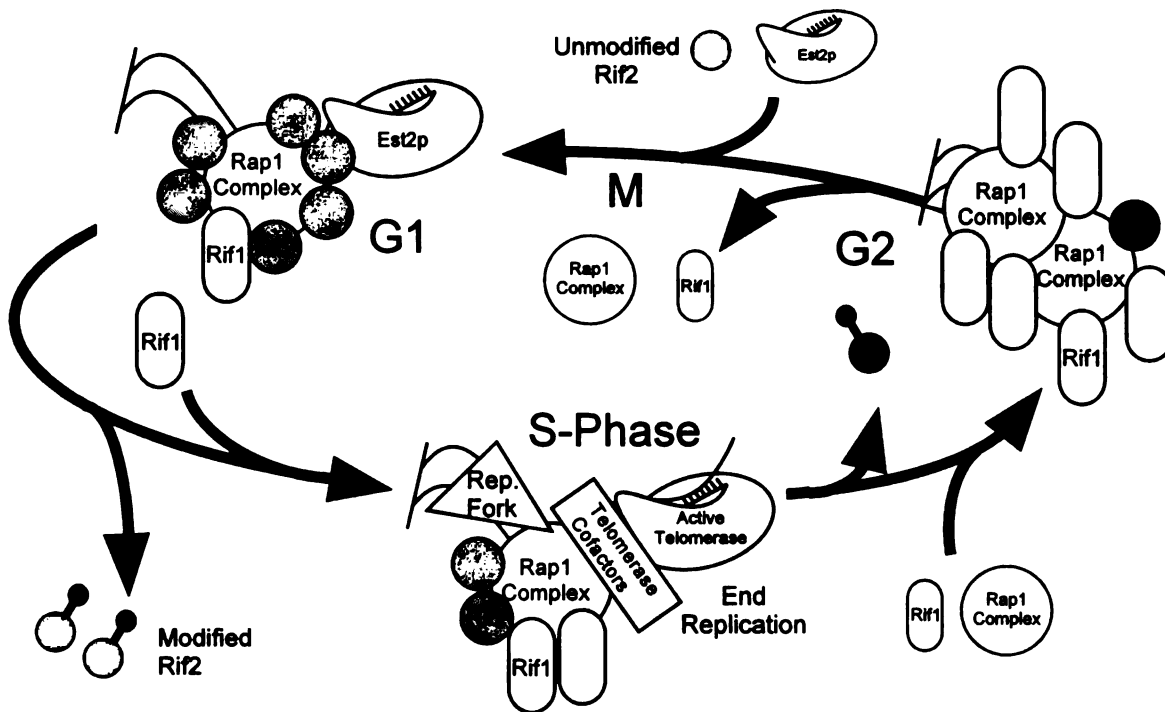 Unmodified
Rif2
Est2p
Est2p
Rap1
Complex
Rif1
G1
M
Rap1
Complex
Rif1
G2
Rap1
Complex
Rap1
Complex
Rif1
Rif1
S-Phase
Rep.
Fork
Telomerase
Cofactors
Active
Telomerase
Rap1
Complex
Rif1
End
Replication
Rif1
Rap1
Complex
Modified
Rif2